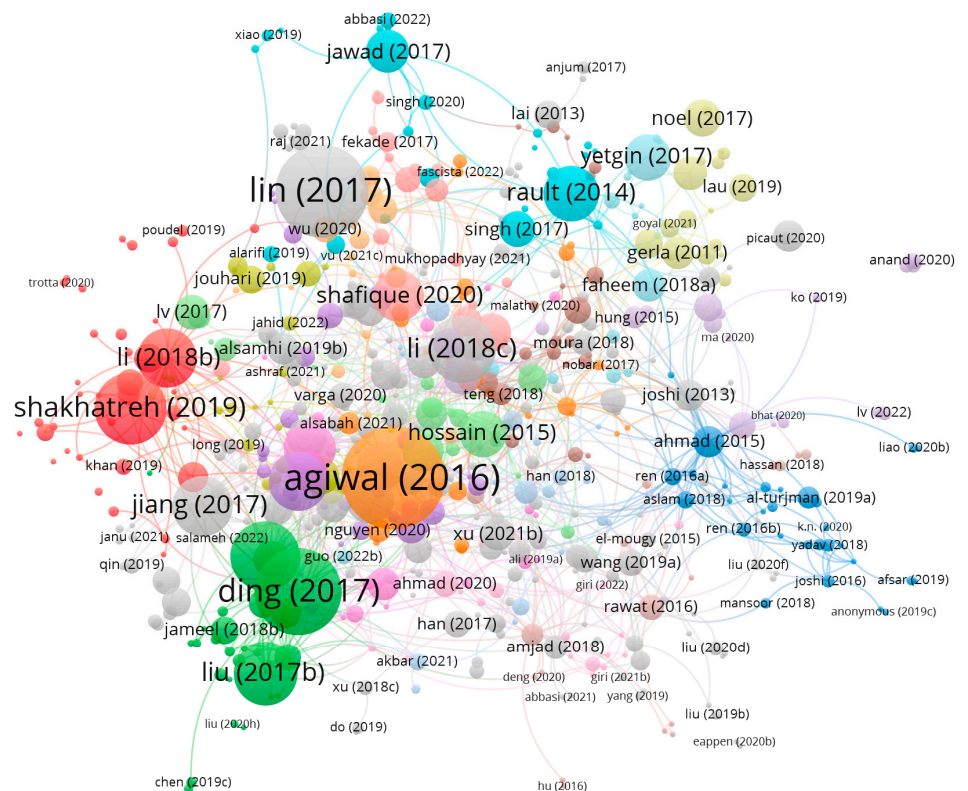 abbasi (2022)
xiao (2019)
jawad (2017)
anjum (2017)
singh (2020)
lai (2013)
noel (2017)
raj (2021)
fekade (2017)
yetgin (2017)
fascista (2022)
lin (2017)
rault (2014)
lau (2019)
poudel (2019)
wu (2020)
singh (2017)
goyal (2021)
picaut (2020)
alarifi (2019)
vu (2021c)
mukhopadhyay (2021)
gerla (2011)
anand (2020)
trotta (2020)
jouhari (2019)
shafique (2020)
faheem (2018a)
malathy (2020)
ko (2019)
lv (2017)
jahid (2022)
hung (2015)
ma (2020)
li (2018b)
alsamhi (2019b)
li (2018c)
moura (2018)
ashraf (2021)
nobar (2017)
shakhatreh (2019)
varga (2020)
teng (2018)
joshi (2013)
alsabah (2021)
hossain (2015)
bhat (2020)
lv (2022)
long (2019)
ahmad (2015)
liao (2020b)
khan (2019)
agiwal (2016)
han (2018)
ren (2016a)
hassan (2018)
jiang (2017)
aslam (2018)
al-turjman (2019a)
janu (2021)
salameh (2022)
nguyen (2020)
xu (2021b)
el-mougy (2015)
ren (2016b)
k.n. (2020)
yadav (2018)
qin (2019)
guo (2022b)
ali (2019a)
wang (2019a)
liu (2020f)
ding (2017)
ahmad (2020)
giri (2022)
joshi (2016)
afsar (2019)
rawat (2016)
mansoor (2018)
anonymous (2019c)
jameel (2018b)
han (2017)
amjad (2018)
liu (2020d)
liu (2017b)
akbar (2021)
deng (2020)
giri (2021b)
xu (2018c)
abbasi (2021)
yang (2019)
liu (2020h)
do (2019)
liu (2019b)
eappen (2020b)
chen (2019c)
hu (2016)